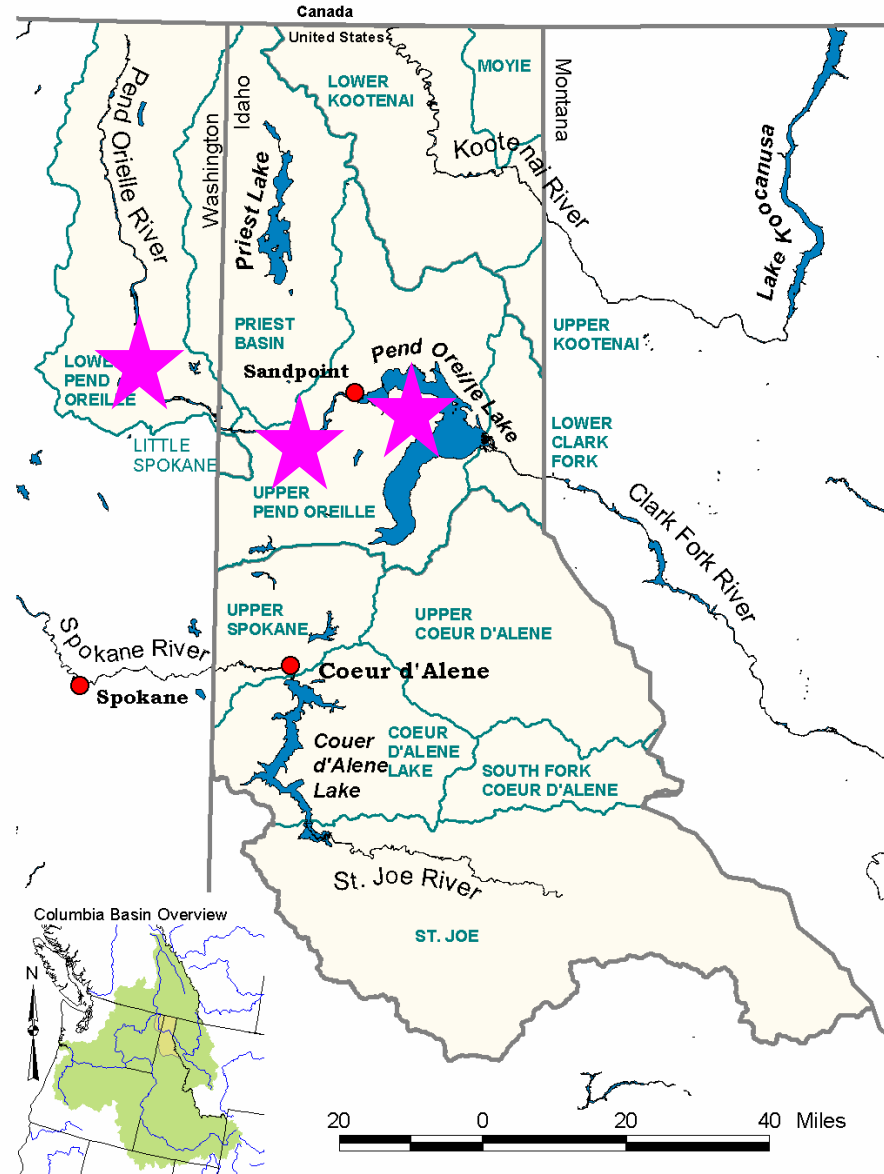 Canada
United States
Pend Orielle River
Washington
Idaho
LOWER
KOOTENAI
MOYIE
Montana
Kootenai River
Lake Koocanusa
Priest Lake
PRIEST
BASIN
UPPER
KOOTENAI
LOWER
PEND
OREILLE
Sandpoint
Pend Oreille Lake
LITTLE
SPOKANE
LOWER
CLARK
FORK
UPPER
PEND OREILLE
Clark Fork River
UPPER
SPOKANE
UPPER
COEUR D'ALENE
Spokane River
Coeur d'Alene
Spokane
Couer
d'Alene
Lake
COEUR
D'ALENE
LAKE
SOUTH FORK
COEUR D'ALENE
St. Joe River
ST. JOE
Columbia Basin Overview
N
20 0 20 40 Miles